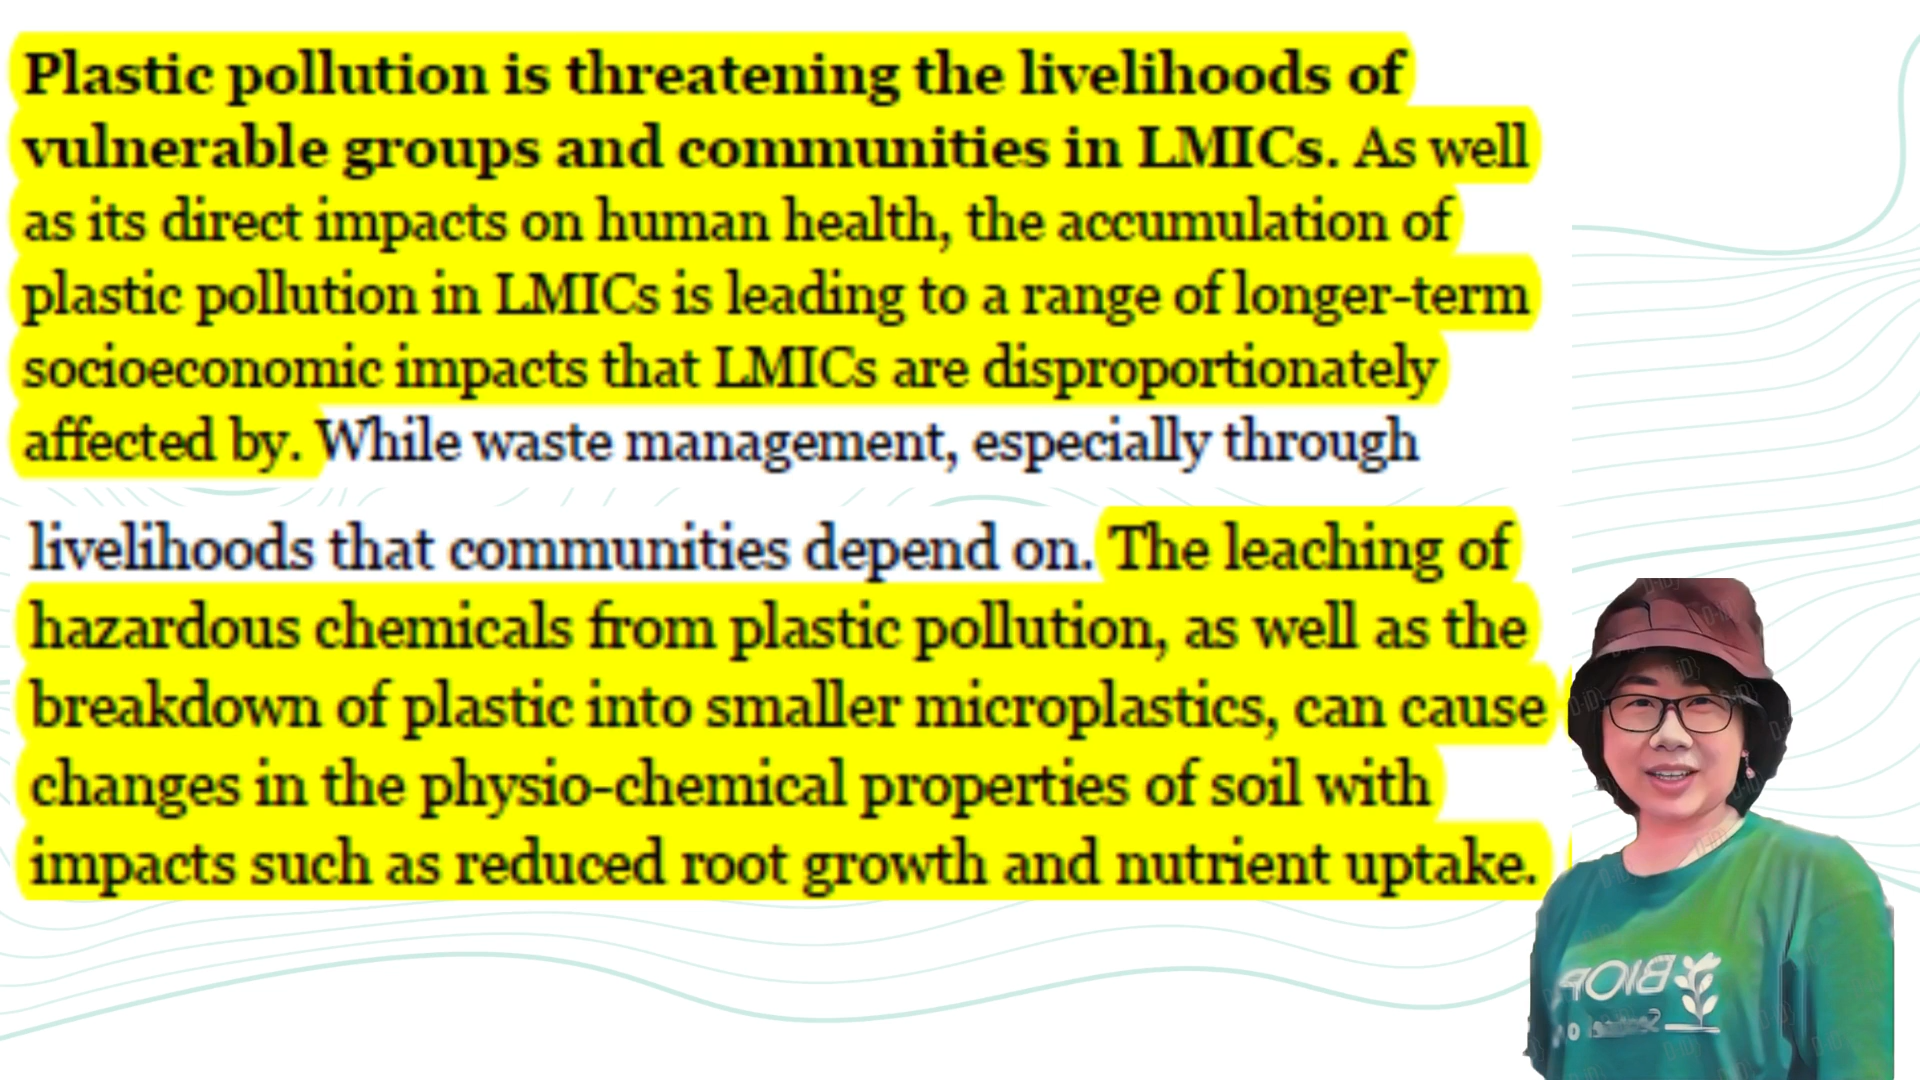 Plastic pollution is threatening the livelihoods of
vulnerable groups and communities in LMICs. As well
as its direct impacts on human health, the accumulation of
plastic pollution in LMICs is leading to a range of longer-term
socioeconomic impacts that LMICs are disproportionately
affected by. While waste management, especially through
livelihoods that communities depend on. The leaching of
hazardous chemicals from plastic pollution, as well as the
breakdown of plastic into smaller microplastics, can cause
changes in the physio-chemical properties of soil with
impacts such as reduced root growth and nutrient uptake.